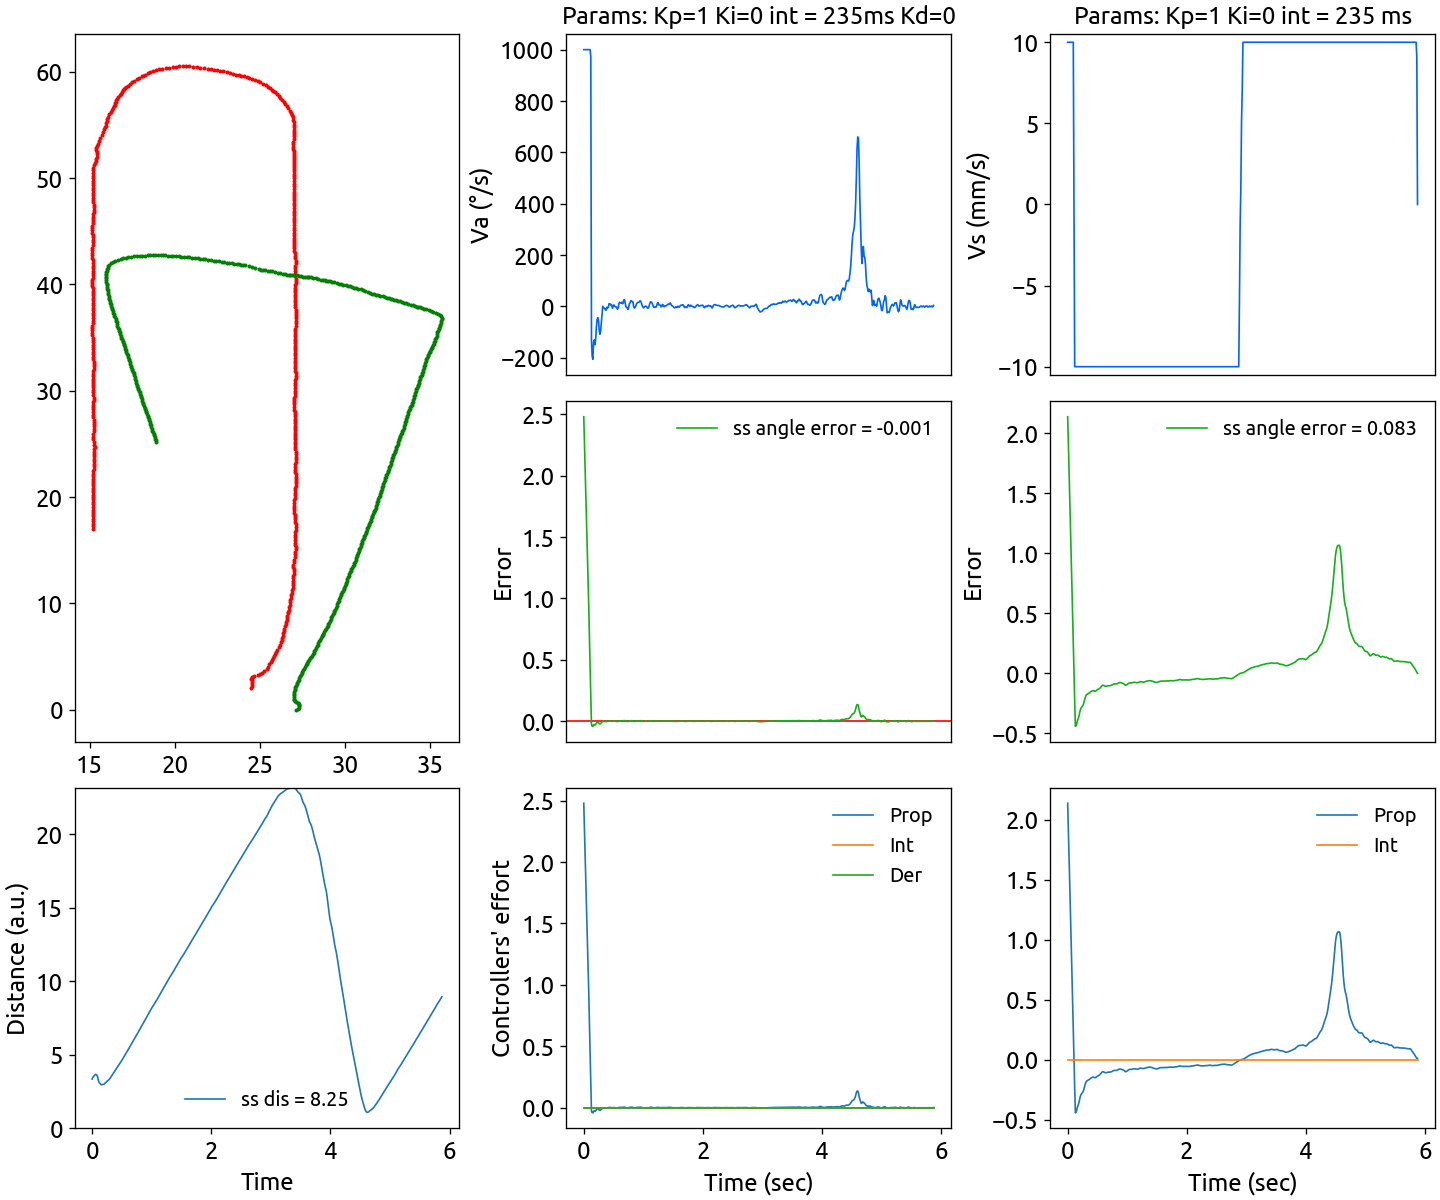 Params: Kp=1 Ki=0 int = 235ms Kd=0
Params: Kp=1 Ki=0 int = 235 ms
60
50
40
30
20
10
0
15 20 25 30 35
Va (°/s)
1000
800
600
400
200
0
−200
Vs (mm/s)
10
5
0
−5
−10
Error
2.5
2.0
1.5
1.0
0.5
0.0
ss angle error = -0.001
Error
2.0
1.5
1.0
0.5
0.0
−0.5
ss angle error = 0.083
Distance (a.u.)
20
15
10
5
0
ss dis = 8.25
0 2 4 6
Time
Controllers' effort
2.5
2.0
1.5
1.0
0.5
0.0
Prop
Int
Der
0 2 4 6
Time (sec)
2.0
1.5
1.0
0.5
0.0
−0.5
Prop
Int
0 2 4 6
Time (sec)